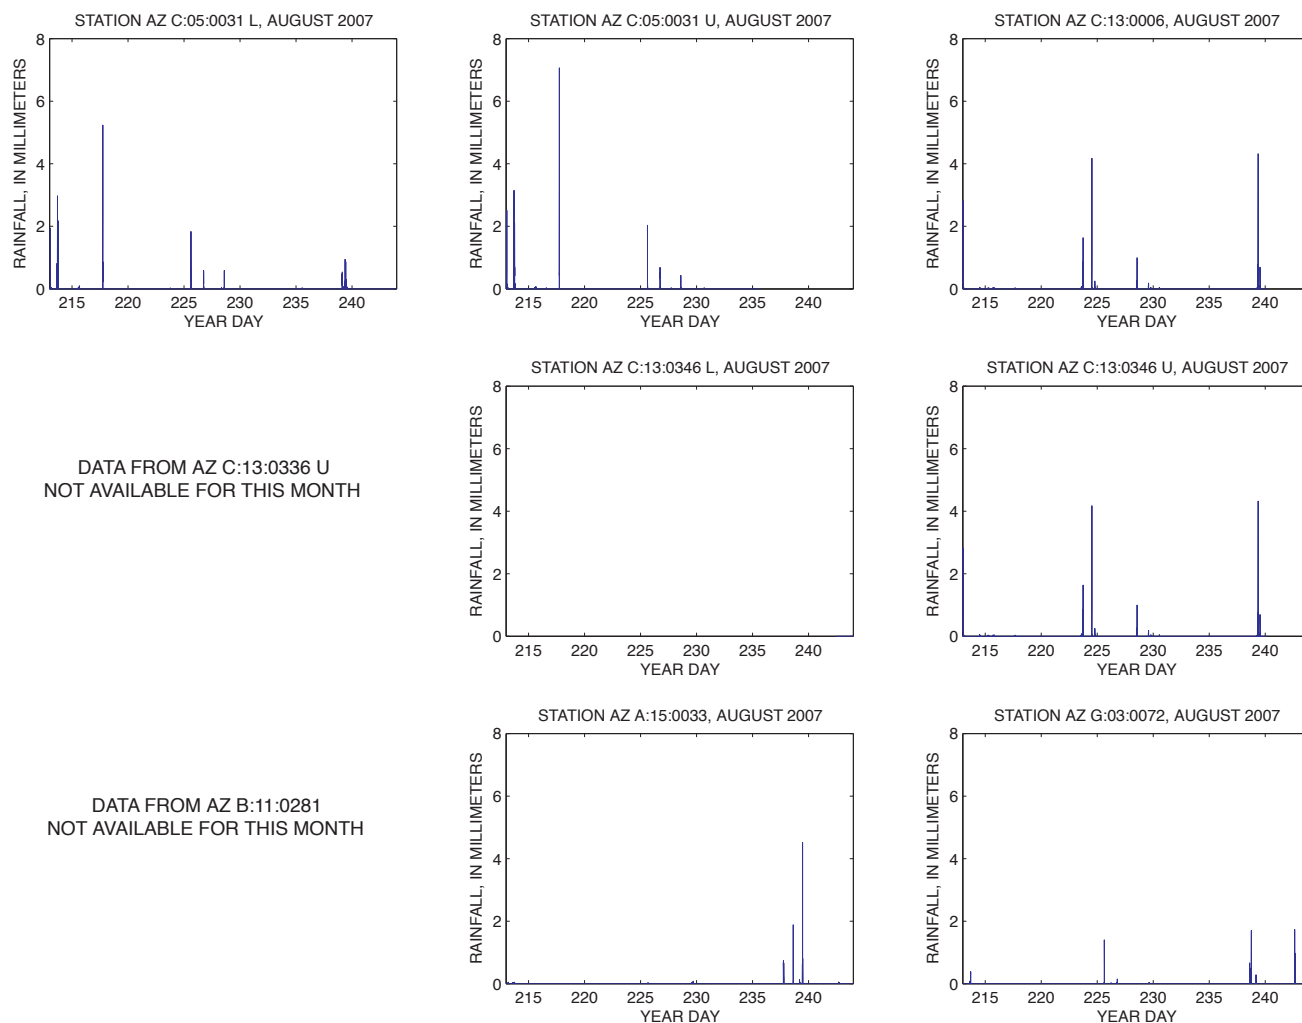 STATION AZ C:05:0031 L, AUGUST 2007
8
6
4
2
0
RAINFALL, IN MILLIMETERS
215 220 225 230 235 240
YEAR DAY
STATION AZ C:05:0031 U, AUGUST 2007
8
6
4
2
0
RAINFALL, IN MILLIMETERS
215 220 225 230 235 240
YEAR DAY
STATION AZ C:13:0006, AUGUST 2007
8
6
4
2
0
RAINFALL, IN MILLIMETERS
215 220 225 230 235 240
YEAR DAY
DATA FROM AZ C:13:0336 U
NOT AVAILABLE FOR THIS MONTH
STATION AZ C:13:0346 L, AUGUST 2007
8
6
4
2
0
RAINFALL, IN MILLIMETERS
215 220 225 230 235 240
YEAR DAY
STATION AZ C:13:0346 U, AUGUST 2007
8
6
4
2
0
RAINFALL, IN MILLIMETERS
215 220 225 230 235 240
YEAR DAY
DATA FROM AZ B:11:0281
NOT AVAILABLE FOR THIS MONTH
STATION AZ A:15:0033, AUGUST 2007
8
6
4
2
0
RAINFALL, IN MILLIMETERS
215 220 225 230 235 240
YEAR DAY
STATION AZ G:03:0072, AUGUST 2007
8
6
4
2
0
RAINFALL, IN MILLIMETERS
215 220 225 230 235 240
YEAR DAY